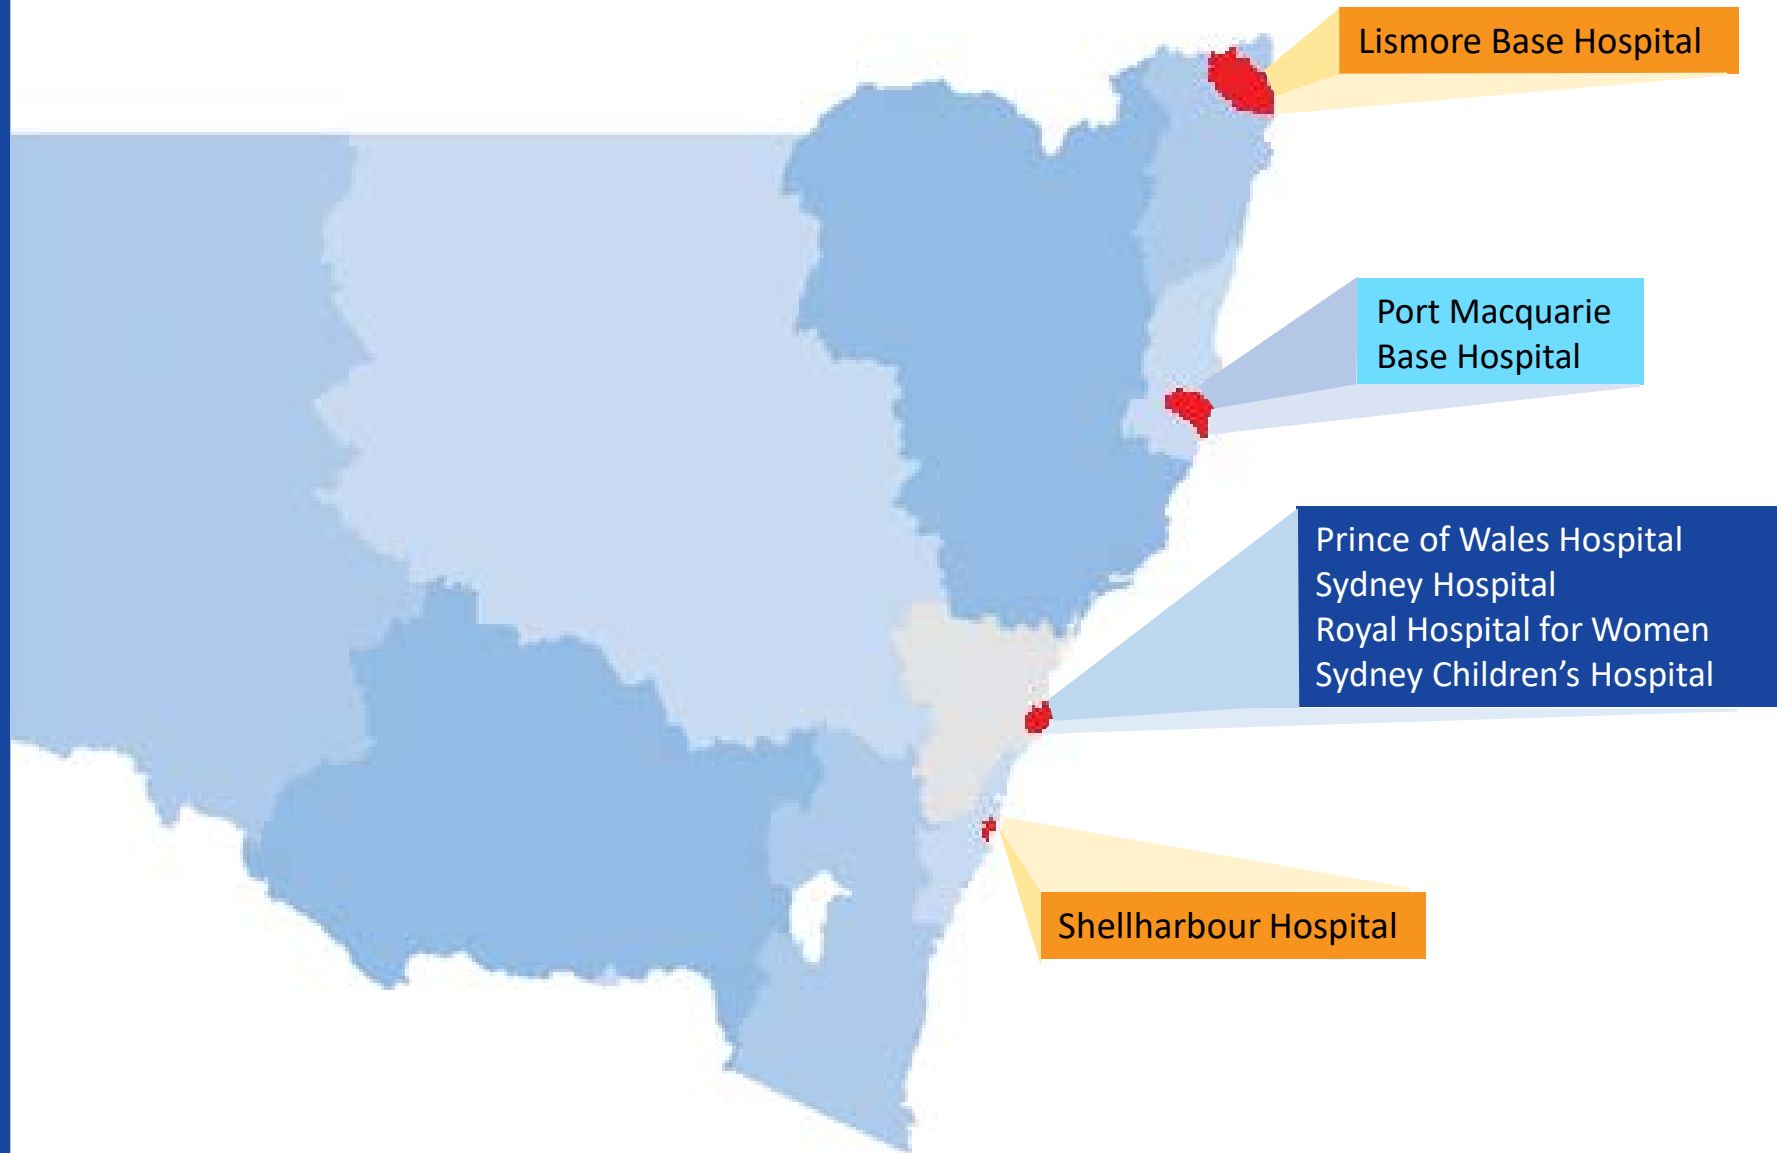 Lismore Base Hospital
Port Macquarie
Base Hospital
Prince of Wales Hospital
Sydney Hospital
Royal Hospital for Women
Sydney Children’s Hospital
Shellharbour Hospital